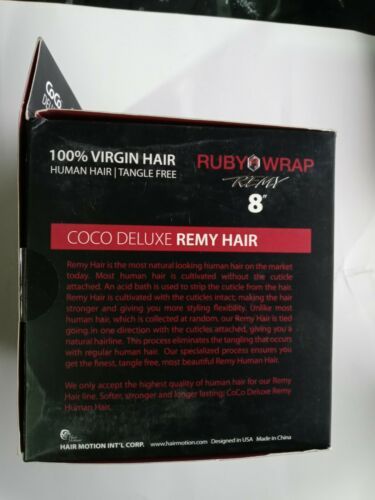 CoCo
DELU
100% VIRGIN HAIR
HUMAN HAIR | TANGLE FREE
RUBY WRAP
REMY
8"
COCO DELUXE REMY HAIR
Remy Hair is the most natural looking human hair on the market
today. Most human hair is cultivated without the cuticle
attached. An acid bath is used to strip the cuticle from the hair.
Remy Hair is cultivated with the cuticles intact; making the hair
stronger and giving you more styling flexibility. Unlike most
human hair, which is collected at random, our Remy Hair is tied
going in one direction with the cuticles attached, giving you a
natural hairline. This process eliminates the tangling that occurs
with regular human hair. Our specialized process ensures you
get the finest, tangle free, most beautiful Remy Human Hair.
We only accept the highest quality of human hair for our Remy
Hair line. Softer, stronger and longer lasting; CoCo Deluxe Remy
Human Hair.
HAIR MOTION INT'L CORP. www.hairmotion.com Designed in USA Made in China